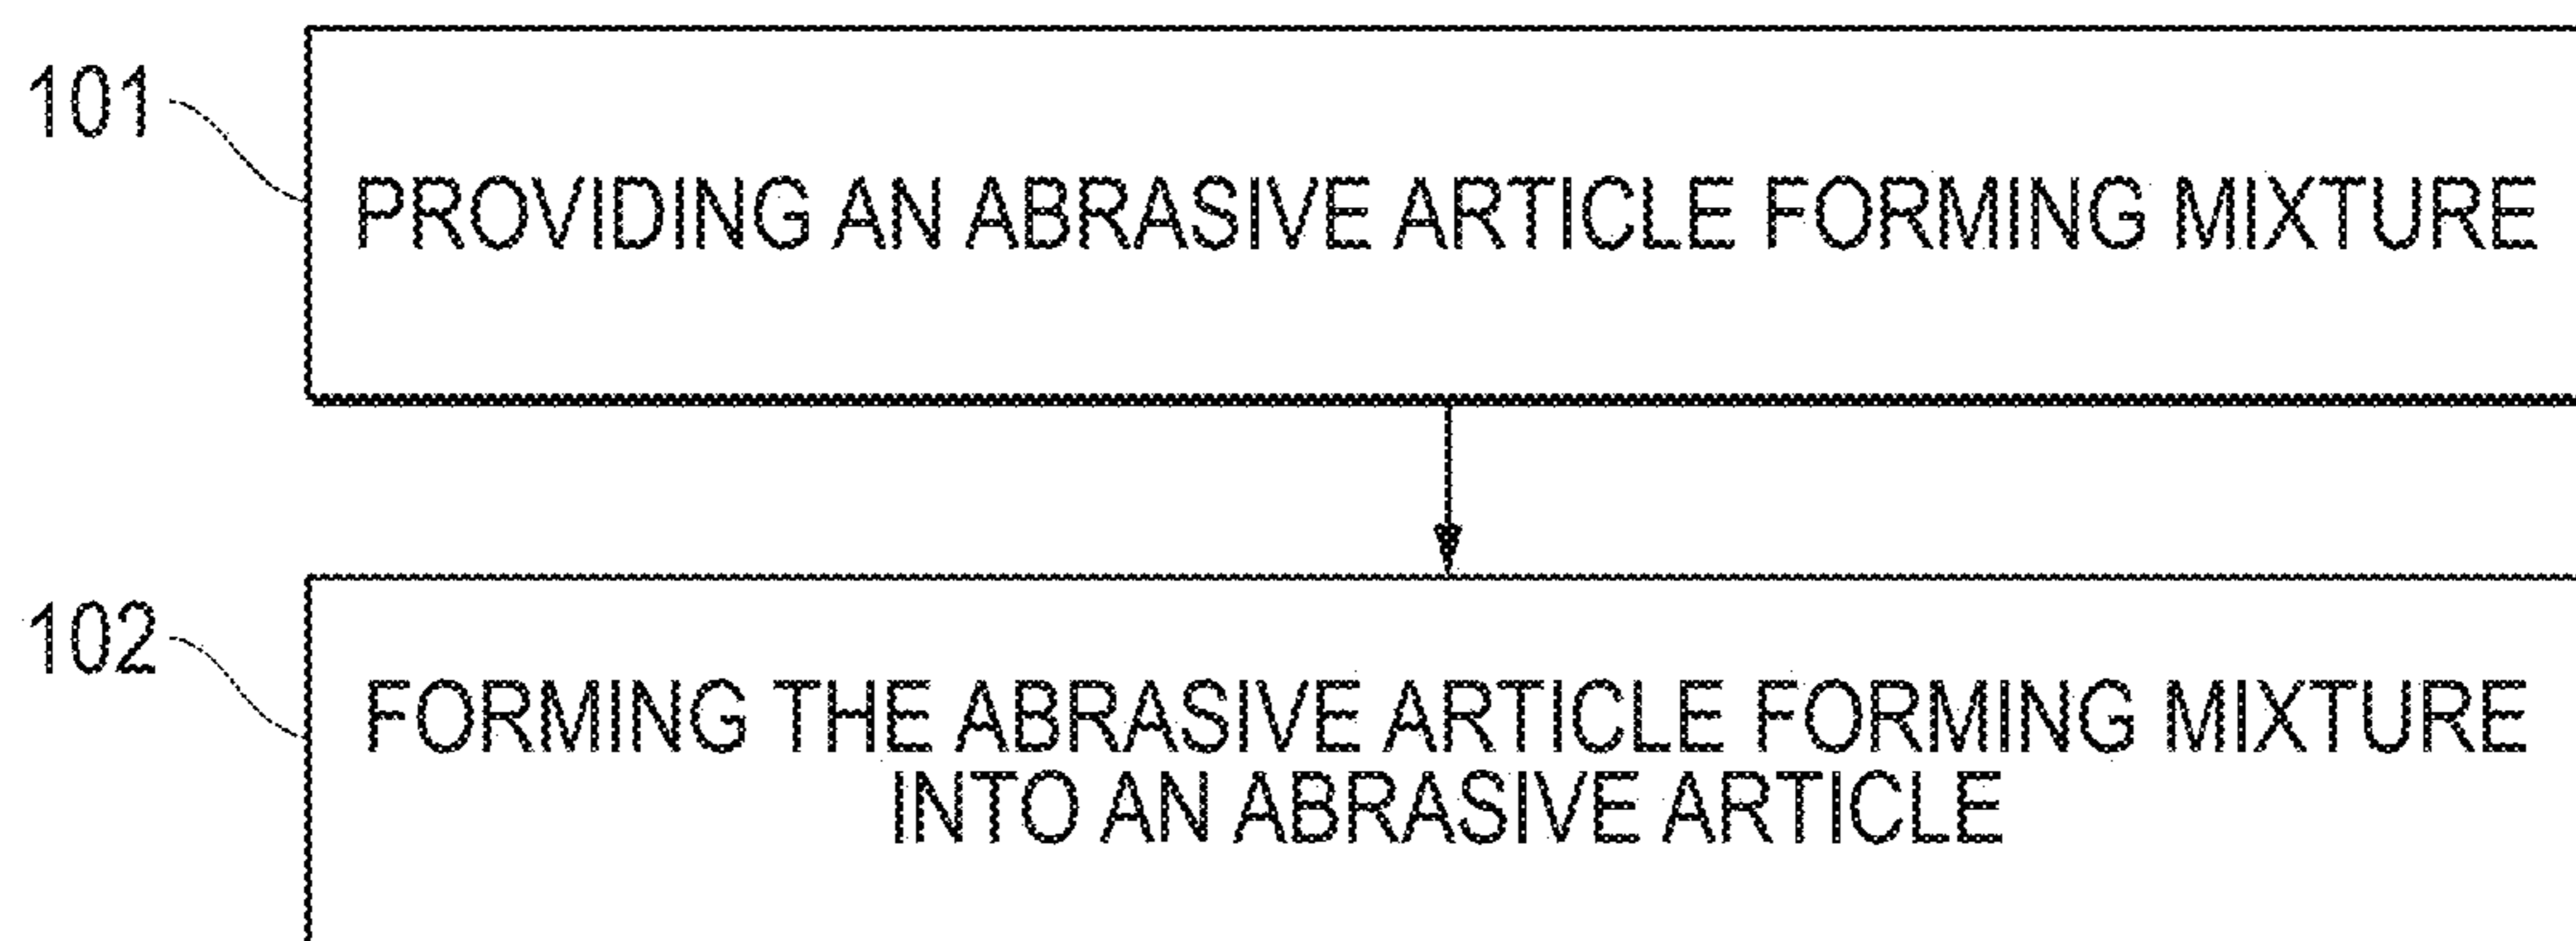 101
PROVIDING AN ABRASIVE ARTICLE FORMING MIXTURE
102
FORMING THE ABRASIVE ARTICLE FORMING MIXTURE
INTO AN ABRASIVE ARTICLE